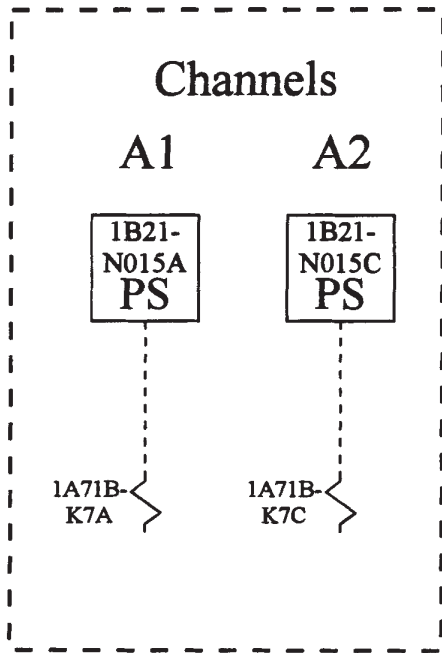 Channels
A1 A2
1B21-
N015A
PS
1B21-
N015C
PS
1A71B-
K7A
1A71B-
K7C